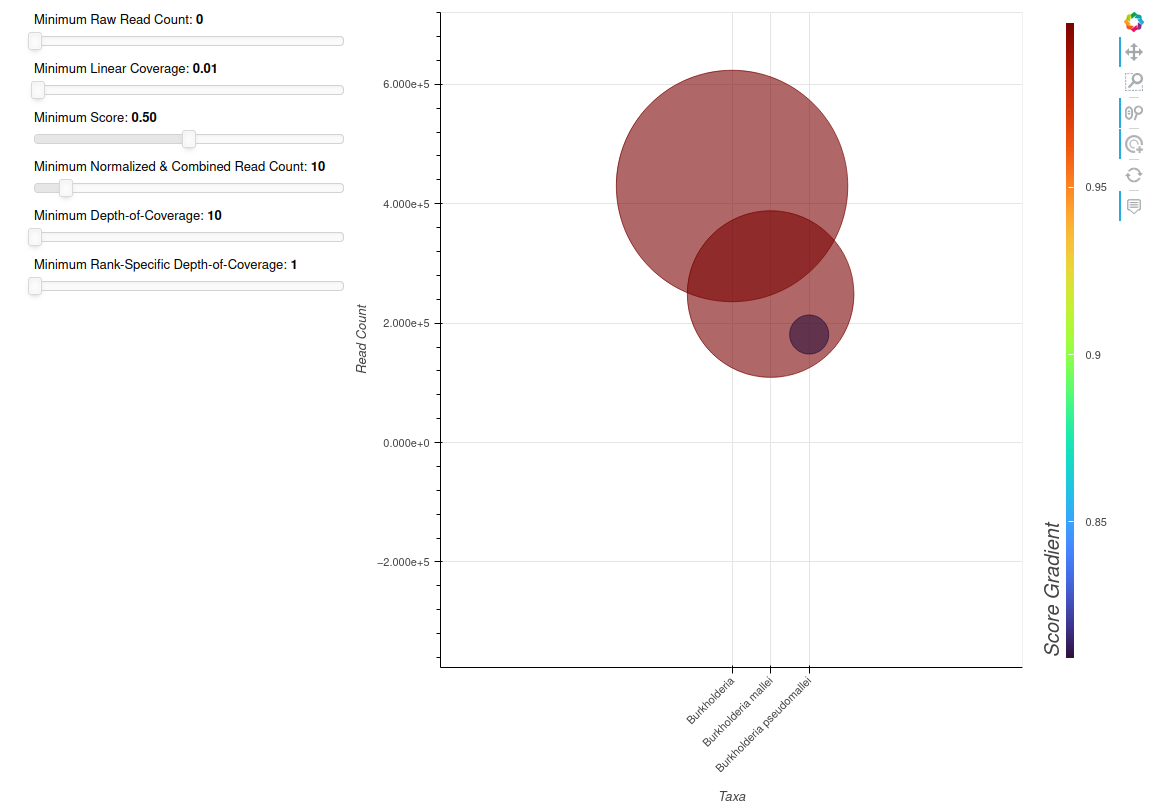 Minimum Raw Read Count: 0
Minimum Linear Coverage: 0.01
Minimum Score: 0.50
Minimum Normalized & Combined Read Count: 10
Minimum Depth-of-Coverage: 10
Minimum Rank-Specific Depth-of-Coverage: 1
Read Count
6.000e+5
4.000e+5
2.000e+5
0.000e+0
−2.000e+5
Burkholderia
Burkholderia mallei
Burkholderia pseudomallei
Taxa
Score Gradient
0.95
0.9
0.85